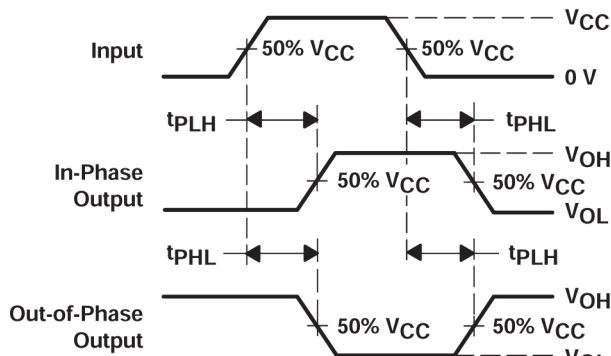 Input
50% VCC
50% VCC
VCC
0 V
tPLH
tPHL
In-Phase
Output
50% VCC
50% VCC
VOH
VOL
tPHL
tPLH
Out-of-Phase
Output
50% VCC
50% VCC
VOH